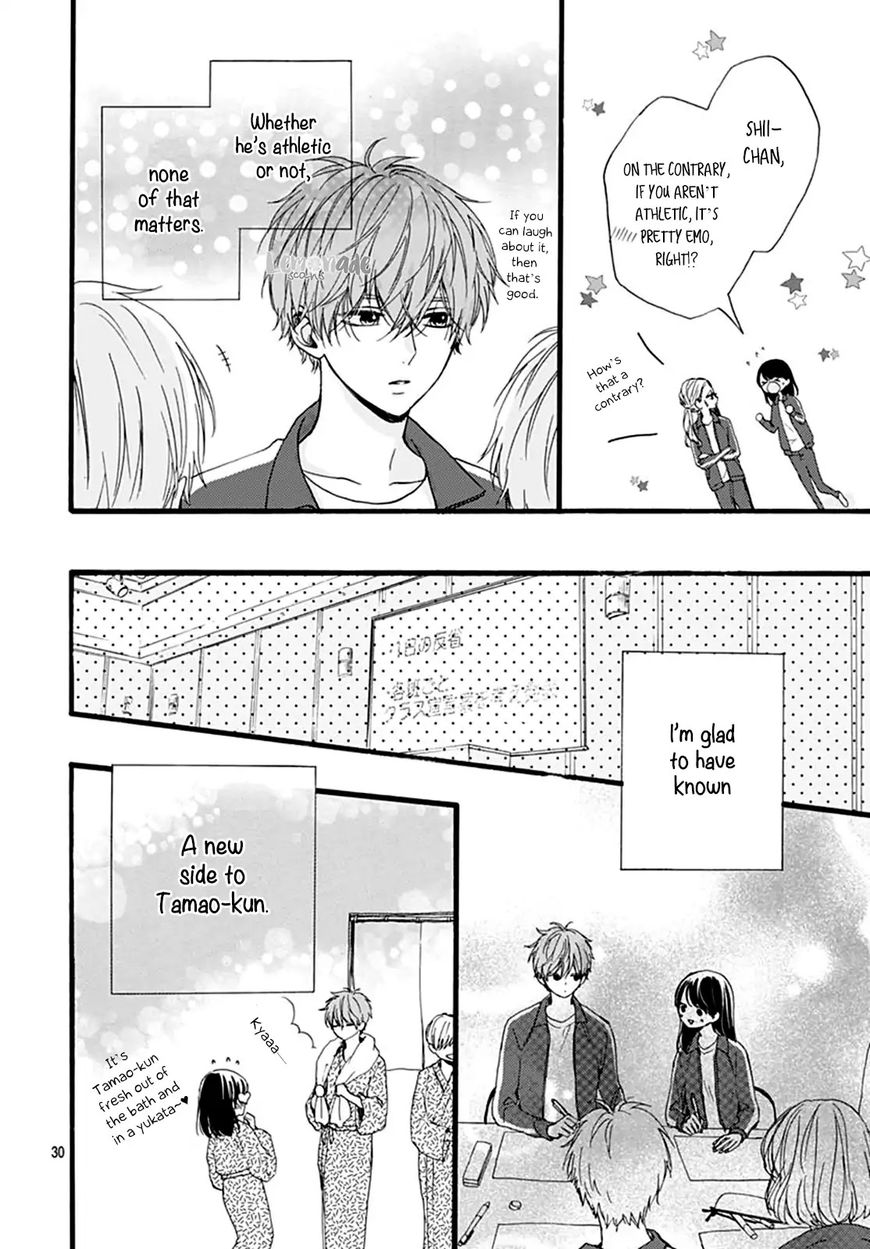 SHII-
CHAN,
ON THE CONTRARY,
IF YOU AREN'T
ATHLETIC, IT'S
PRETTY EMO,
RIGHT!?
How's
that a
contrary?
Whether
he's athletic
or not,
none
of that
matters.
If you
can laugh
about it,
then
that's
good.
Lemonade
scans
I'm glad
to have
known
A new
side to
Tamao-kun.
Kyaaa—
It's
Tamao-kun
fresh out of
the bath and
in a yukata~♥
30